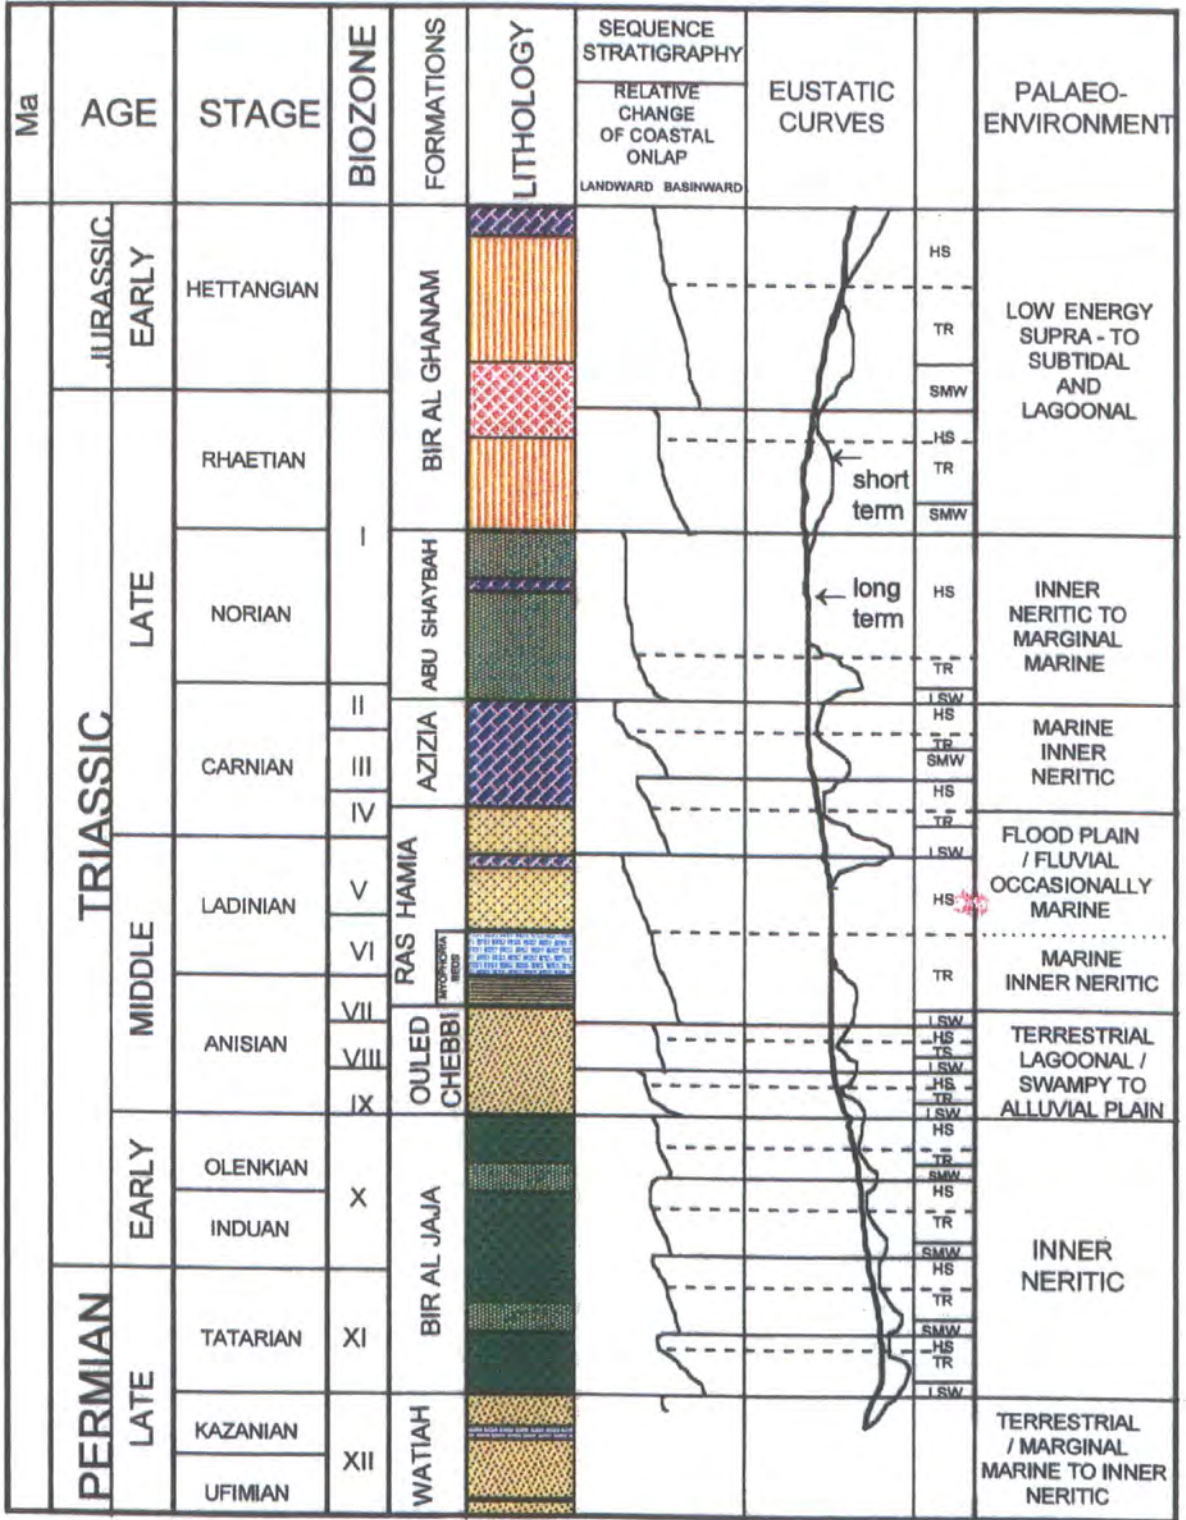 Ma
AGE
STAGE
BIOZONE
FORMATIONS
LITHOLOGY
SEQUENCE
STRATIGRAPHY
RELATIVE
CHANGE
OF COASTAL
ONLAP
LANDWARD BASINWARD
EUSTATIC
CURVES
PALAEO-
ENVIRONMENT
JURASSIC
EARLY
TRIASSIC
LATE
MIDDLE
EARLY
PERMIAN
LATE
HETTANGIAN
RHAETIAN
NORIAN
CARNIAN
LADINIAN
ANISIAN
OLENKIAN
INDUAN
TATARIAN
KAZANIAN
UFIMIAN
I
II
III
IV
V
VI
VII
VIII
IX
X
XI
XII
BIR AL GHANAM
ABU SHAYBAH
AZIZIA
RAS HAMIA
MYOPHORIA
BEDS
OULED
CHEBBI
BIR AL JAJA
WATIAH
short
term
long
term
HS
TR
SMW
HS
TR
SMW
HS
TR
LSW
HS
TR
SMW
HS
TR
LSW
HS
TR
LSW
HS
TS
LSW
HS
TR
LSW
HS
TR
SMW
HS
TR
SMW
HS
TR
SMW
HS
TR
LSW
LOW ENERGY
SUPRA - TO
SUBTIDAL
AND
LAGOONAL
INNER
NERITIC TO
MARGINAL
MARINE
MARINE
INNER
NERITIC
FLOOD PLAIN
/ FLUVIAL
OCCASIONALLY
MARINE
MARINE
INNER NERITIC
TERRESTRIAL
LAGOONAL /
SWAMPY TO
ALLUVIAL PLAIN
INNER
NERITIC
TERRESTRIAL
/ MARGINAL
MARINE TO INNER
NERITIC